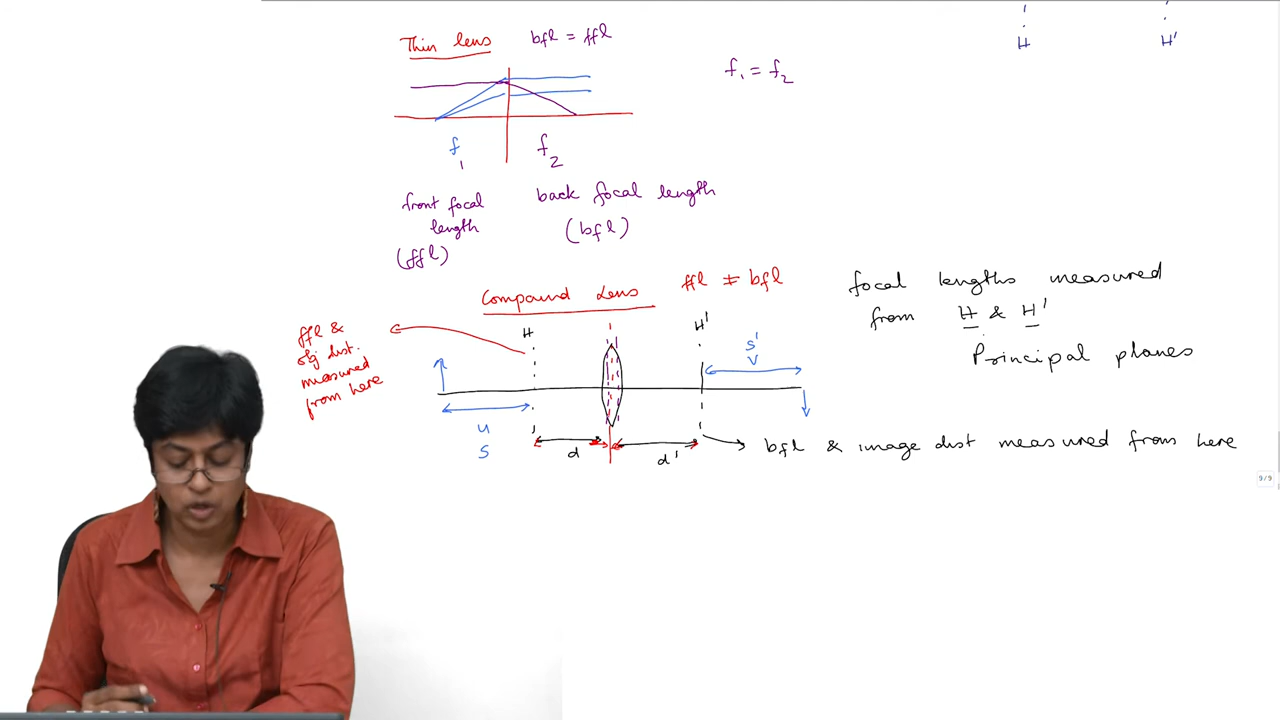 H H'
Thin lens bfl = ffl
f₁ = f₂
f₁ f₂
front focal length (ffl)
back focal length (bfl)
Compound Lens ffl ≠ bfl
focal lengths measured
from H & H'
Principal planes
ffl &
obj dist.
measured
from here
H H'
s'
v
u
s
d d'
bfl & image dist measured from here
9/9